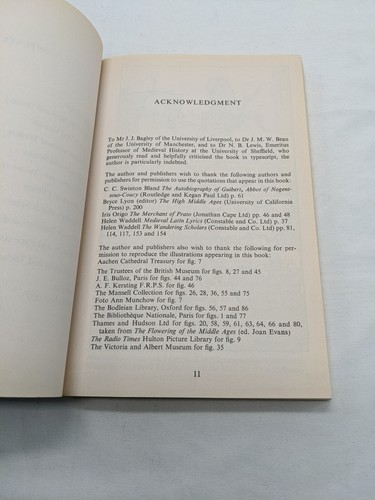 ACKNOWLEDGMENT
To Mr J. J. Bagley of the University of Liverpool, to Dr J. M. W. Bean
of the University of Manchester, and to Dr N. B. Lewis, Emeritus
Professor of Medieval History at the University of Sheffield, who
generously read and helpfully criticised the book in typescript, the
author is particularly indebted.
The author and publishers wish to thank the following authors and
publishers for permission to use the quotations that appear in this book:
C. C. Swinton Bland The Autobiography of Guibert, Abbot of Nogent-
sous-Coucy (Routledge and Kegan Paul Ltd) p. 61
Bryce Lyon (editor) The High Middle Ages (University of California
Press) p. 200
Iris Origo The Merchant of Prato (Jonathan Cape Ltd) pp. 46 and 48
Helen Waddell Medieval Latin Lyrics (Constable and Co. Ltd) p. 37
Helen Waddell The Wandering Scholars (Constable and Co. Ltd) pp. 81,
114, 117, 153 and 154
The author and publishers also wish to thank the following for per-
mission to reproduce the illustrations appearing in this book:
Aachen Cathedral Treasury for fig. 7
The Trustees of the British Museum for figs. 8, 27 and 45
J. E. Bulloz, Paris for figs. 44 and 76
A. F. Kersting F.R.P.S. for fig. 46
The Mansell Collection for figs. 26, 28, 36, 55 and 75
Foto Ann Munchow for fig. 7
The Bodleian Library, Oxford for figs. 56, 57 and 86
The Bibliothèque Nationale, Paris for figs. 1 and 77
Thames and Hudson Ltd for figs. 20, 58, 59, 61, 63, 64, 66 and 80,
taken from The Flowering of the Middle Ages (ed. Joan Evans)
The Radio Times Hulton Picture Library for fig. 9
The Victoria and Albert Museum for fig. 35
11